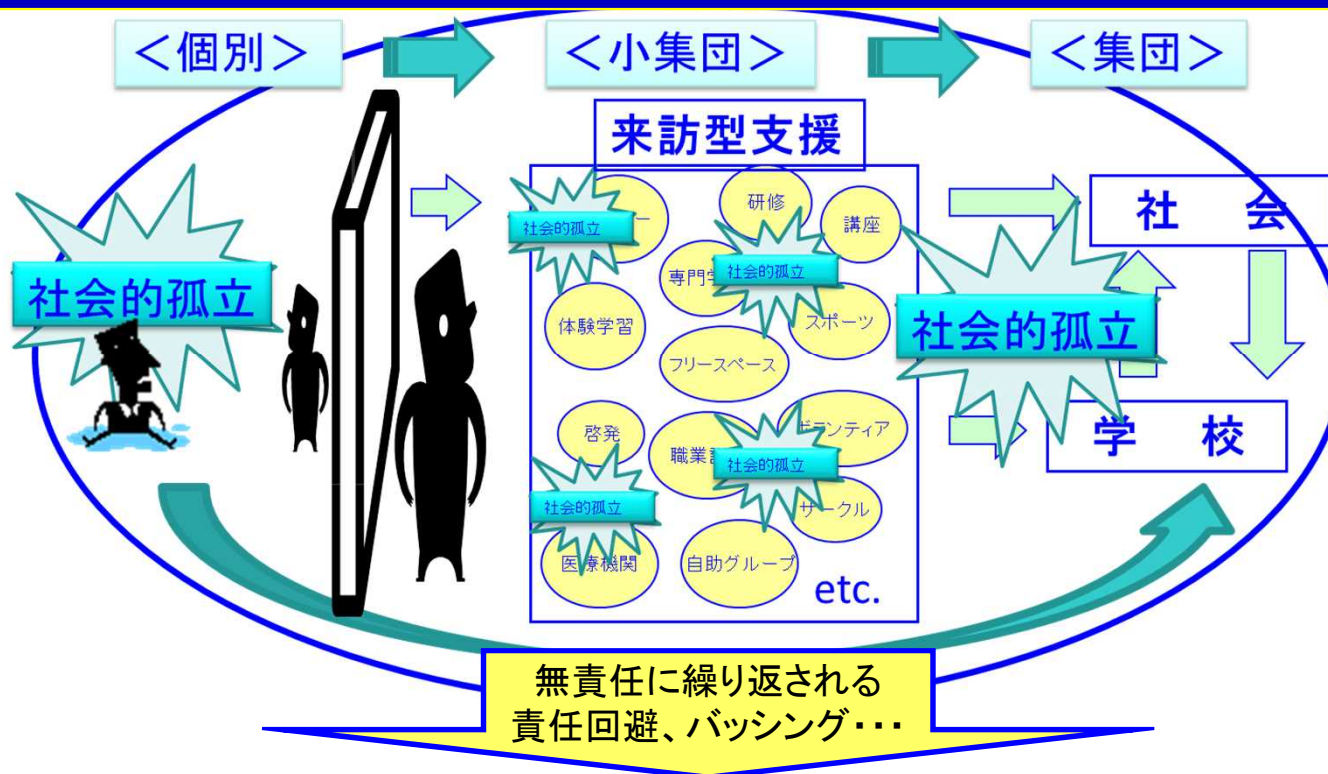 ＜個別＞
＜小集団＞
＜集団＞
来訪型支援
社会的孤立
社会的孤立
ー
研修
講座
専門学
社会的孤立
体験学習
スポーツ
フリースペース
社会的孤立
社　会
学　校
啓発
職業
社会的孤立
ボランティア
社会的孤立
サークル
医療機関
自助グループ
etc.
無責任に繰り返される
責任回避、バッシング・・・